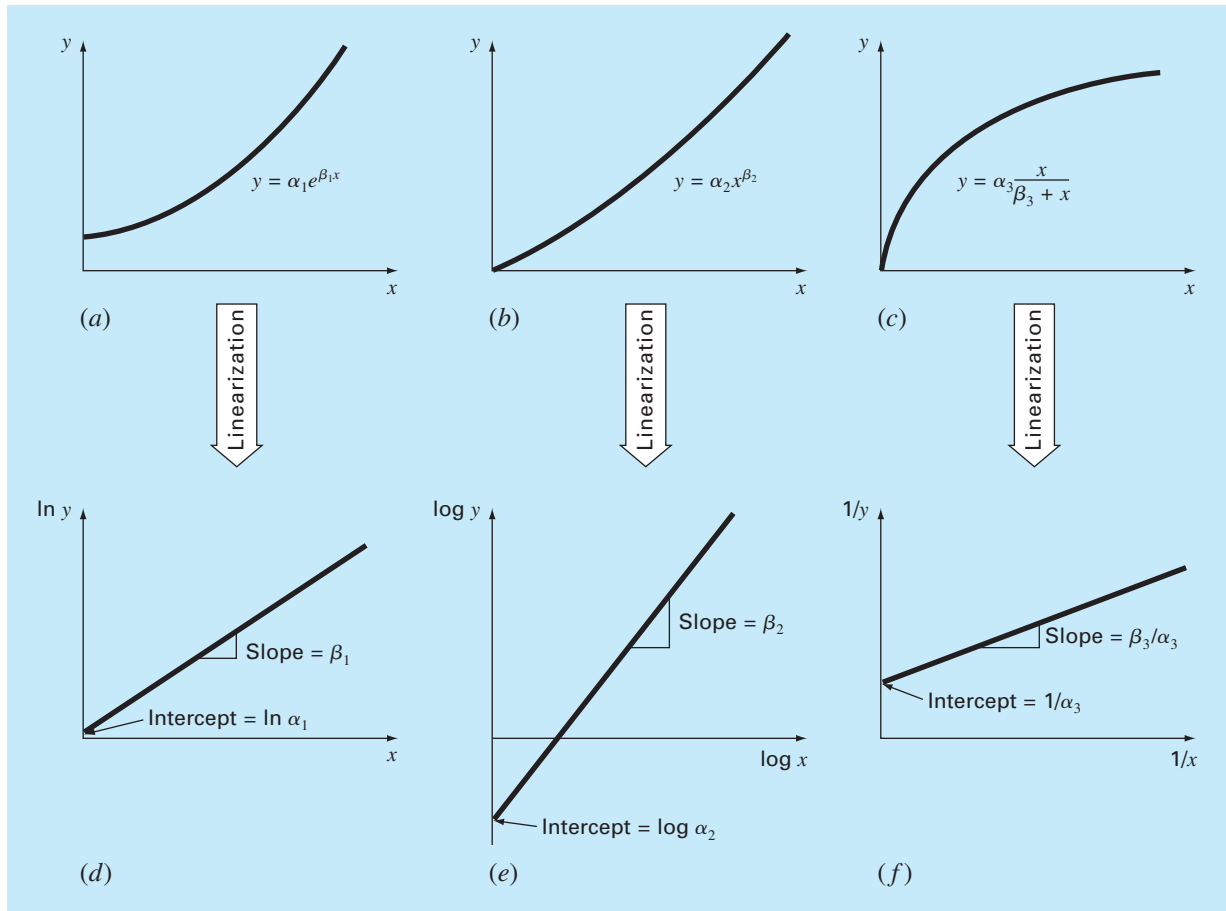 y
y = α₁e^{β₁x}
x
(a)
y
y = α₂x^{β₂}
x
(b)
y
y = α₃ x/(β₃ + x)
x
(c)
Linearization
Linearization
Linearization
ln y
Slope = β₁
Intercept = ln α₁
x
(d)
log y
Slope = β₂
log x
Intercept = log α₂
(e)
1/y
Slope = β₃/α₃
Intercept = 1/α₃
1/x
(f)